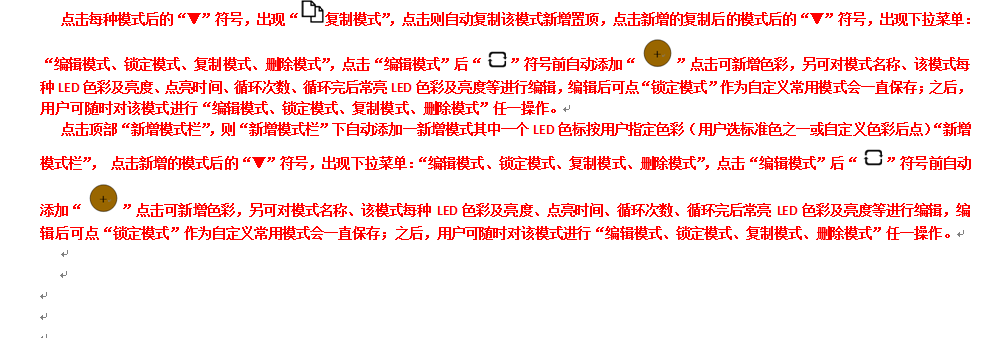 点击每种模式后的“▼”符号，出现“复制模式”，点击则自动复制该模式新增置顶，点击新增的复制后的模式后的“▼”符号，出现下拉菜单：
“编辑模式、锁定模式、复制模式、删除模式”，点击“编辑模式”后“ ”符号前自动添加“ + ”点击可新增色彩，另可对模式名称、该模式每
种 LED 色彩及亮度、点亮时间、循环次数、循环完后常亮 LED 色彩及亮度等进行编辑，编辑后可点“锁定模式”作为自定义常用模式会一直保存；之后，
用户可随时对该模式进行“编辑模式、锁定模式、复制模式、删除模式”任一操作。
点击顶部“新增模式栏”，则“新增模式栏”下自动添加一新增模式其中一个 LED 色标按用户指定色彩（用户选标准色之一或自定义色彩后点）“新增
模式栏”， 点击新增的模式后的“▼”符号，出现下拉菜单：“编辑模式、锁定模式、复制模式、删除模式”，点击“编辑模式”后“ ”符号前自动
添加“ + ”点击可新增色彩，另可对模式名称、该模式每种 LED 色彩及亮度、点亮时间、循环次数、循环完后常亮 LED 色彩及亮度等进行编辑，编
辑后可点“锁定模式”作为自定义常用模式会一直保存；之后，用户可随时对该模式进行“编辑模式、锁定模式、复制模式、删除模式”任一操作。